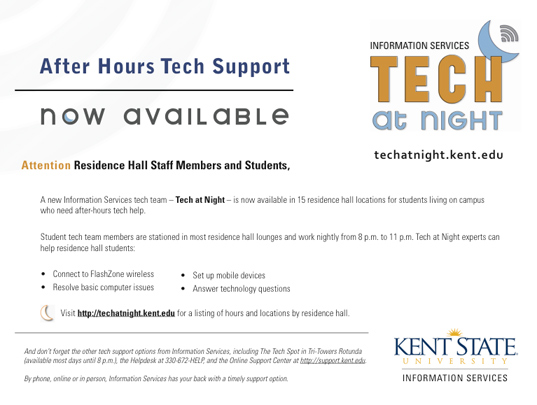 After Hours Tech Support
now available
INFORMATION SERVICES
TECH
at NIGHT
techatnight.kent.edu
Attention Residence Hall Staff Members and Students,
A new Information Services tech team – Tech at Night – is now available in 15 residence hall locations for students living on campus
who need after-hours tech help.
Student tech team members are stationed in most residence hall lounges and work nightly from 8 p.m. to 11 p.m. Tech at Night experts can
help residence hall students:
• Connect to FlashZone wireless
• Resolve basic computer issues
• Set up mobile devices
• Answer technology questions
Visit http://techatnight.kent.edu for a listing of hours and locations by residence hall.
And don't forget the other tech support options from Information Services, including The Tech Spot in Tri-Towers Rotunda
(available most days until 8 p.m.), the Helpdesk at 330-672-HELP, and the Online Support Center at http://support.kent.edu.
By phone, online or in person, Information Services has your back with a timely support option.
KENT STATE
UNIVERSITY
INFORMATION SERVICES